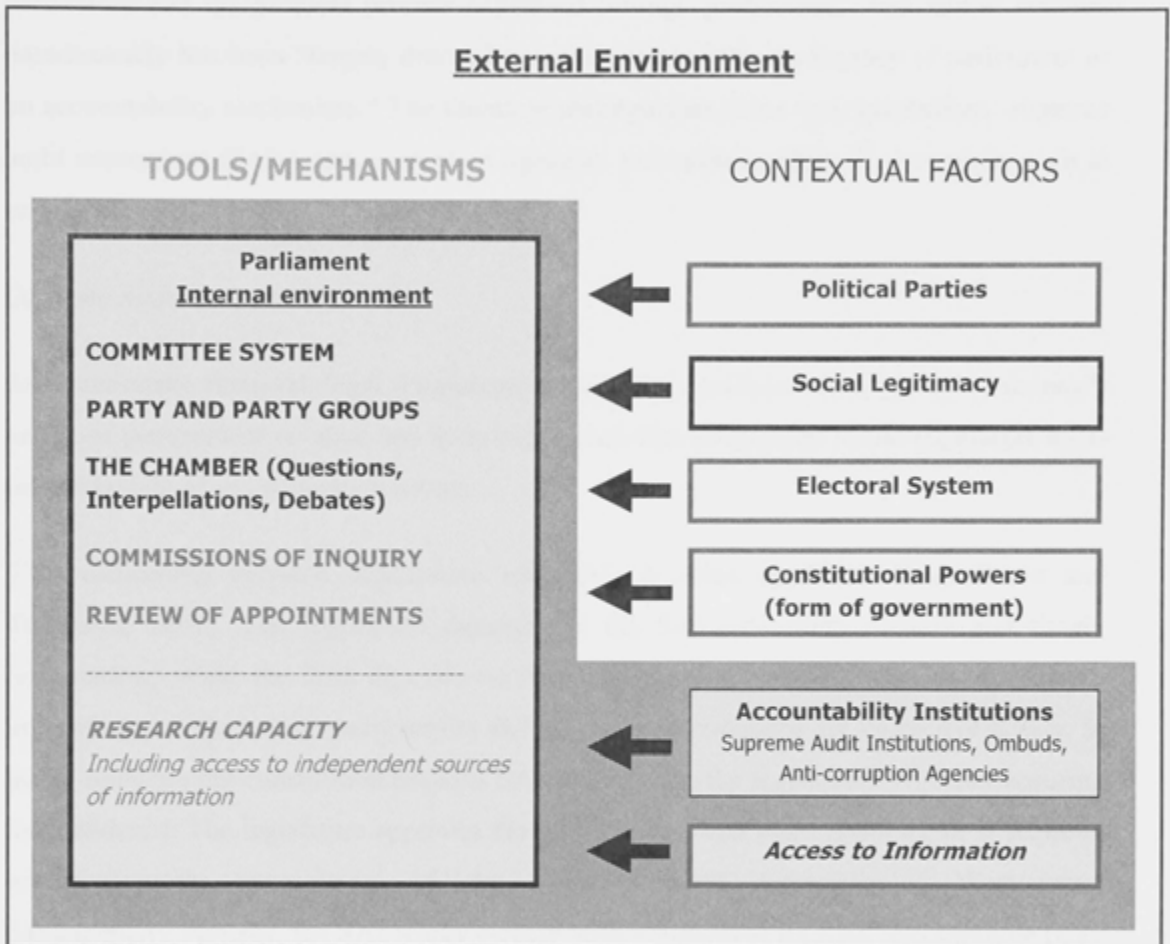 External Environment
TOOLS/MECHANISMS
CONTEXTUAL FACTORS
Parliament
Internal environment
COMMITTEE SYSTEM
PARTY AND PARTY GROUPS
THE CHAMBER (Questions,
Interpellations, Debates)
COMMISSIONS OF INQUIRY
REVIEW OF APPOINTMENTS
RESEARCH CAPACITY
Including access to independent sources
of information
Political Parties
Social Legitimacy
Electoral System
Constitutional Powers
(form of government)
Accountability Institutions
Supreme Audit Institutions, Ombuds,
Anti-corruption Agencies
Access to Information